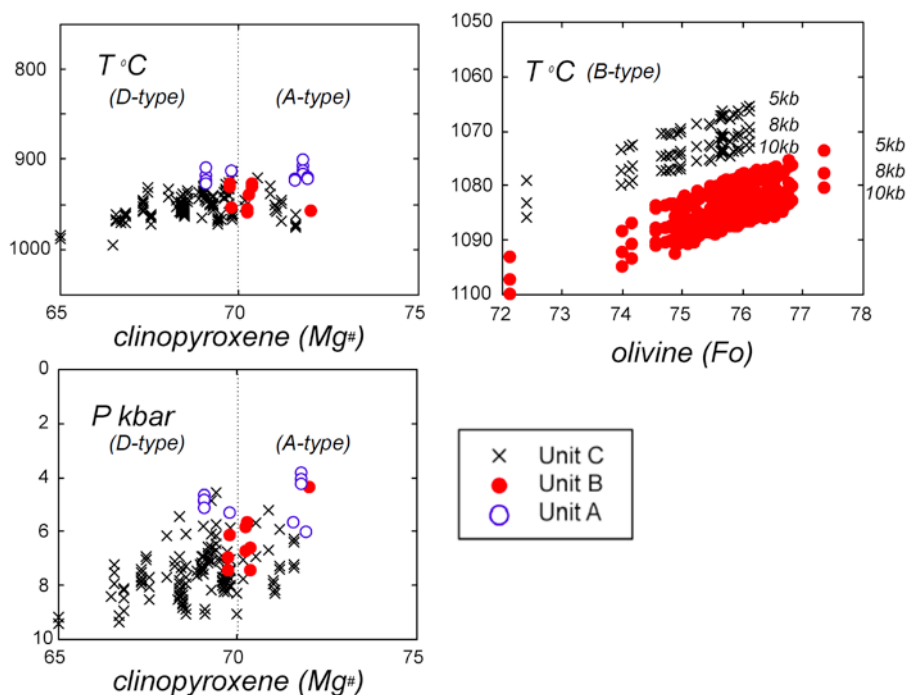 T °C
(D-type)
(A-type)
800
900
1000
65
70
75
clinopyroxene (Mg#)
T °C (B-type)
1050
1060
1070
1080
1090
1100
5kb
8kb
10kb
5kb
8kb
10kb
72
73
74
75
76
77
78
olivine (Fo)
P kbar
(D-type)
(A-type)
0
2
4
6
8
10
65
70
75
clinopyroxene (Mg#)
Unit C
Unit B
Unit A